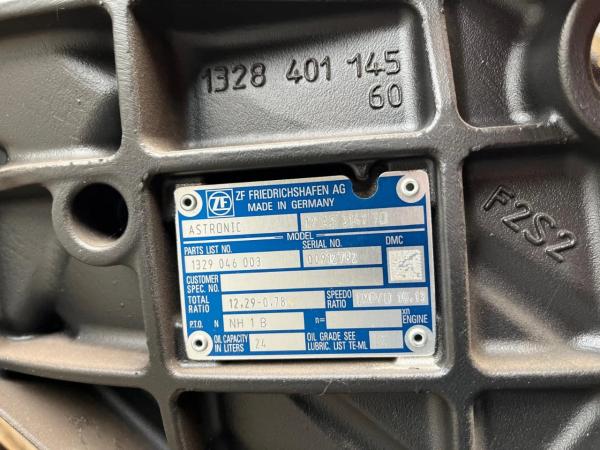 1328 401 145
60
ZF
ZF FRIEDRICHSHAFEN AG
MADE IN GERMANY
ASTRONIC
MODEL
PARTS LIST NO. SERIAL NO. DMC
1329 046 003
CUSTOMER
SPEC. NO.
TOTAL
RATIO 12,29-0,78 SPEEDO
RATIO
P.T.O. N NH 1 B n= xn
ENGINE
OIL CAPACITY
IN LITERS 24 OIL GRADE SEE
LUBRIC. LIST TE-ML
F2S2